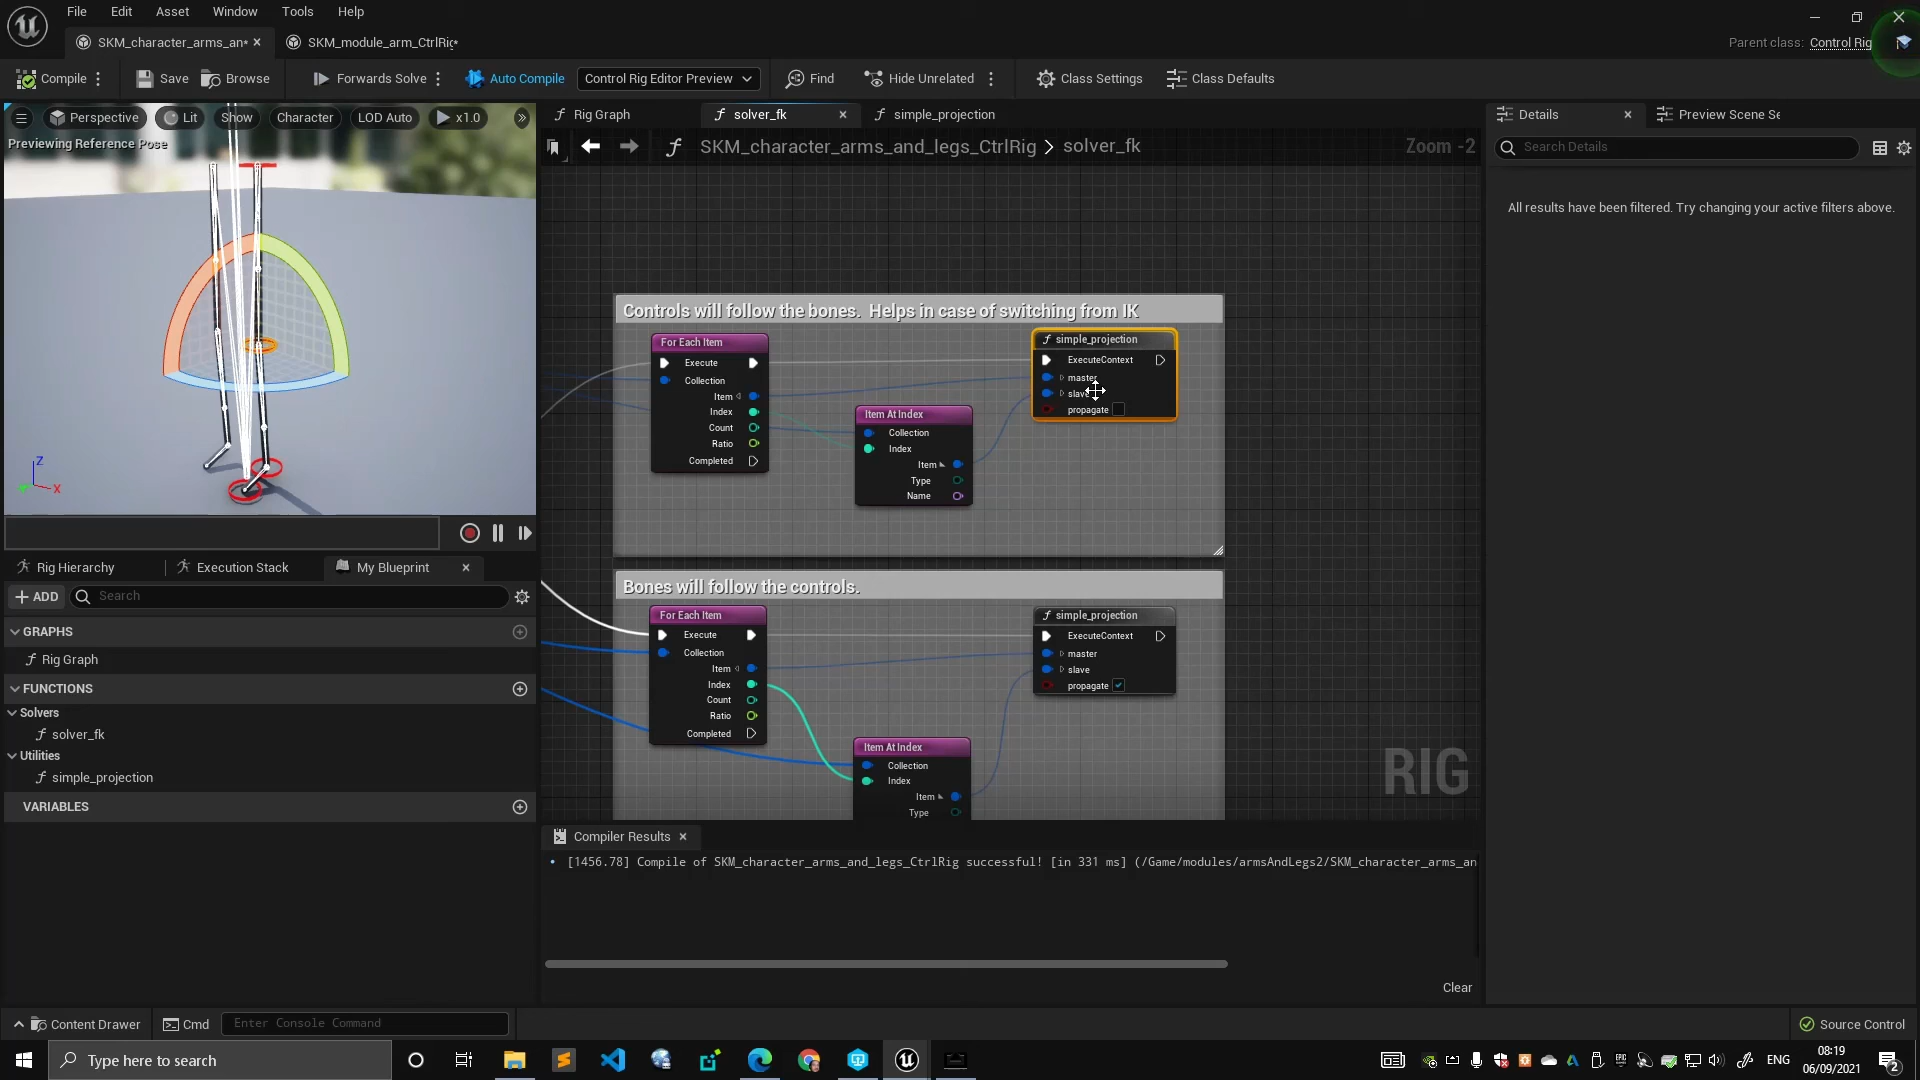 File Edit Asset Window Tools Help
SKM_character_arms_an*
SKM_module_arm_CtrlRig*
Parent class: Control Rig
Compile
Save
Browse
Forwards Solve
Auto Compile
Control Rig Editor Preview
Find
Hide Unrelated
Class Settings
Class Defaults
Perspective
Lit
Show
Character
LOD Auto
x1.0
Previewing Reference Pose
Z
X
Rig Graph
solver_fk
simple_projection
SKM_character_arms_and_legs_CtrlRig > solver_fk
Zoom -2
Controls will follow the bones.  Helps in case of switching from IK
For Each Item
Execute
Collection
Item
Index
Count
Ratio
Completed
Item At Index
Collection
Index
Item
Type
Name
simple_projection
ExecuteContext
master
slave
propagate
Bones will follow the controls.
For Each Item
Execute
Collection
Item
Index
Count
Ratio
Completed
Item At Index
Collection
Index
Item
Type
simple_projection
ExecuteContext
master
slave
propagate
RIG
Details
Preview Scene Se
Search Details
All results have been filtered. Try changing your active filters above.
Rig Hierarchy
Execution Stack
My Blueprint
ADD
Search
GRAPHS
Rig Graph
FUNCTIONS
Solvers
solver_fk
Utilities
simple_projection
VARIABLES
Compiler Results
[1456.78] Compile of SKM_character_arms_and_legs_CtrlRig successful! [in 331 ms] (/Game/modules/armsAndLegs2/SKM_character_arms_an
Clear
Content Drawer
Cmd
Enter Console Command
Source Control
Type here to search
ENG
08:19
06/09/2021
2